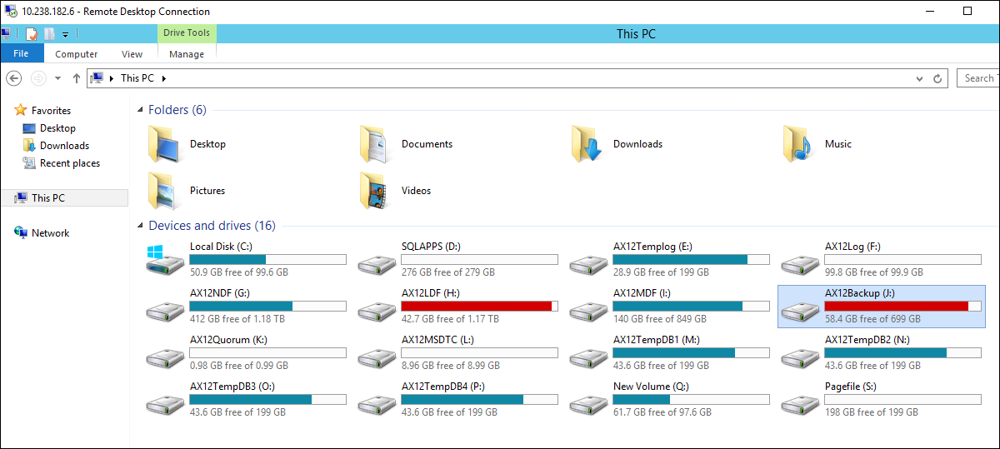 10.238.182.6 - Remote Desktop Connection
Drive Tools
This PC
File Computer View Manage
This PC
Search
Favorites
Desktop
Downloads
Recent places
This PC
Network
Folders (6)
Desktop
Documents
Downloads
Music
Pictures
Videos
Devices and drives (16)
Local Disk (C:)
50.9 GB free of 99.6 GB
SQLAPPS (D:)
276 GB free of 279 GB
AX12Templog (E:)
28.9 GB free of 199 GB
AX12Log (F:)
99.8 GB free of 99.9 GB
AX12NDF (G:)
412 GB free of 1.18 TB
AX12LDF (H:)
42.7 GB free of 1.17 TB
AX12MDF (I:)
140 GB free of 849 GB
AX12Backup (J:)
58.4 GB free of 699 GB
AX12Quorum (K:)
0.98 GB free of 0.99 GB
AX12MSDTC (L:)
8.96 GB free of 8.99 GB
AX12TempDB1 (M:)
43.6 GB free of 199 GB
AX12TempDB2 (N:)
43.6 GB free of 199 GB
AX12TempDB3 (O:)
43.6 GB free of 199 GB
AX12TempDB4 (P:)
43.6 GB free of 199 GB
New Volume (Q:)
61.7 GB free of 97.6 GB
Pagefile (S:)
198 GB free of 199 GB